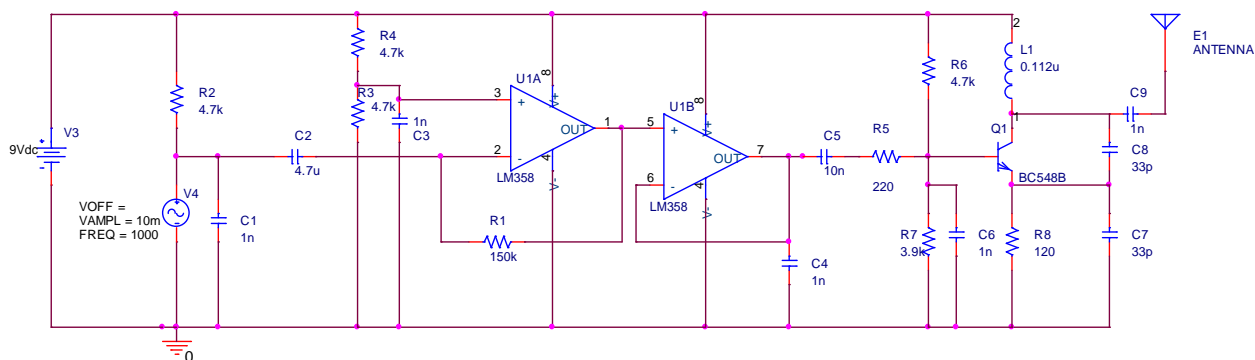 V3
9Vdc
R2
4.7k
V4
VOFF =
VAMPL = 10m
FREQ = 1000
C1
1n
0
C2
4.7u
R4
4.7k
R3
4.7k
1n
C3
U1A
3
+
2
-
8
V+
OUT
1
4
V-
LM358
R1
150k
U1B
5
+
6
-
8
V+
OUT
7
4
V-
LM358
C4
1n
C5
10n
R5
220
R6
4.7k
R7
3.9k
C6
1n
R8
120
L1
0.112u
2
1
Q1
BC548B
C9
1n
C8
33p
C7
33p
E1
ANTENNA